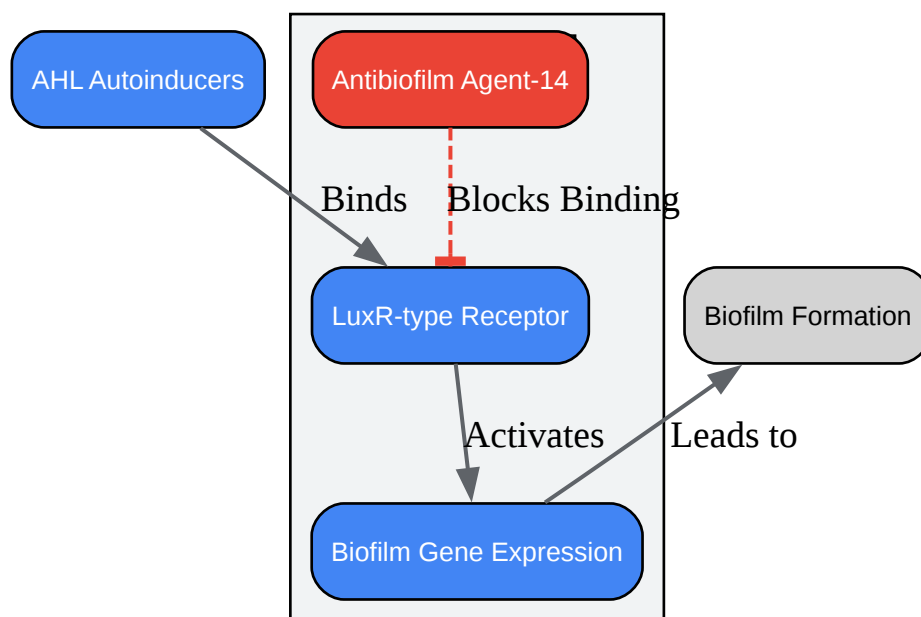 AHL Autoinducers
Antibiofilm Agent-14
Binds
Blocks Binding
LuxR-type Receptor
Biofilm Formation
Activates
Leads to
Biofilm Gene Expression